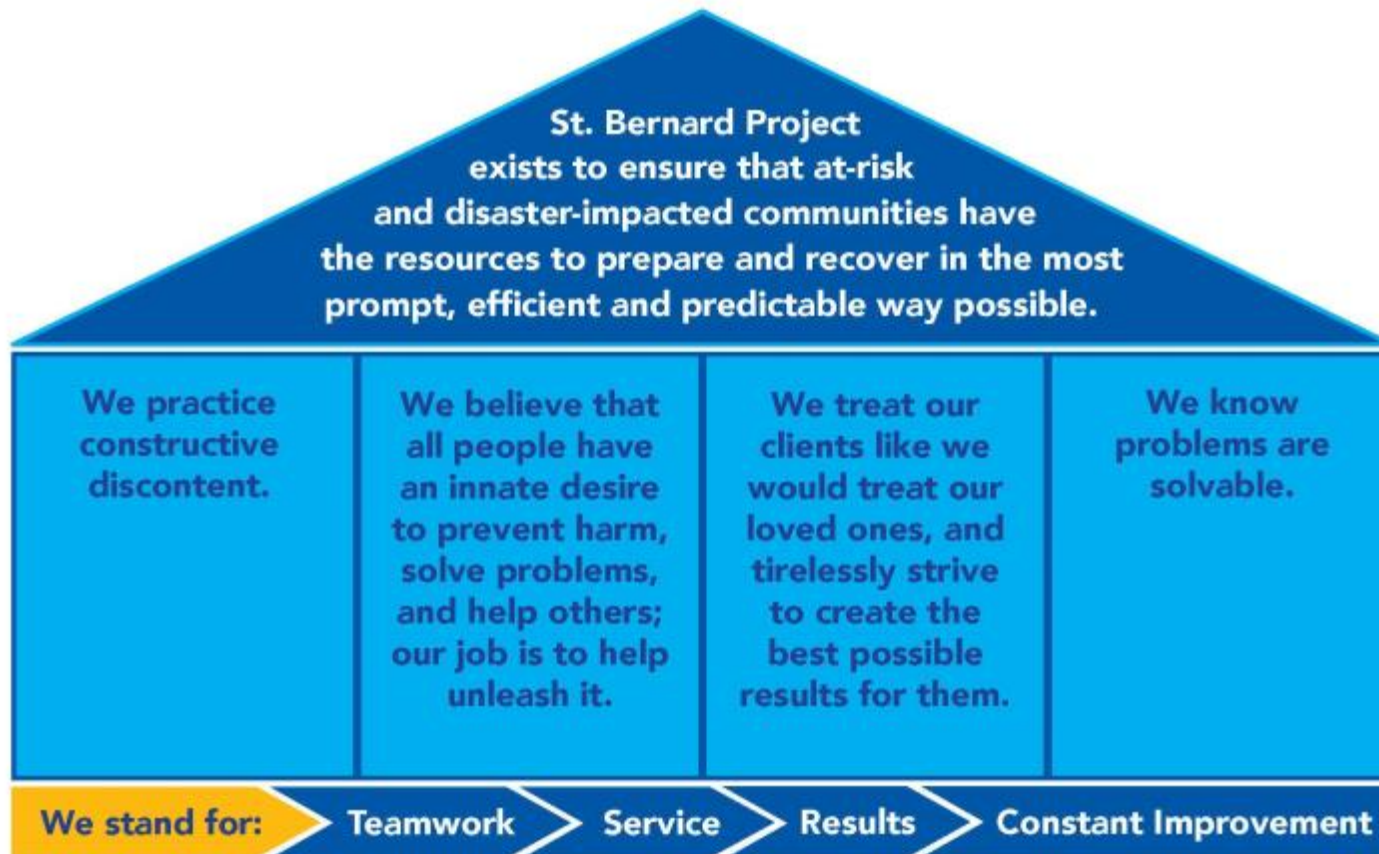 St. Bernard Project
exists to ensure that at-risk
and disaster-impacted communities have
the resources to prepare and recover in the most
prompt, efficient and predictable way possible.
We practice
constructive
discontent.
We believe that
all people have
an innate desire
to prevent harm,
solve problems,
and help others;
our job is to help
unleash it.
We treat our
clients like we
would treat our
loved ones, and
tirelessly strive
to create the
best possible
results for them.
We know
problems are
solvable.
We stand for: Teamwork Service Results Constant Improvement